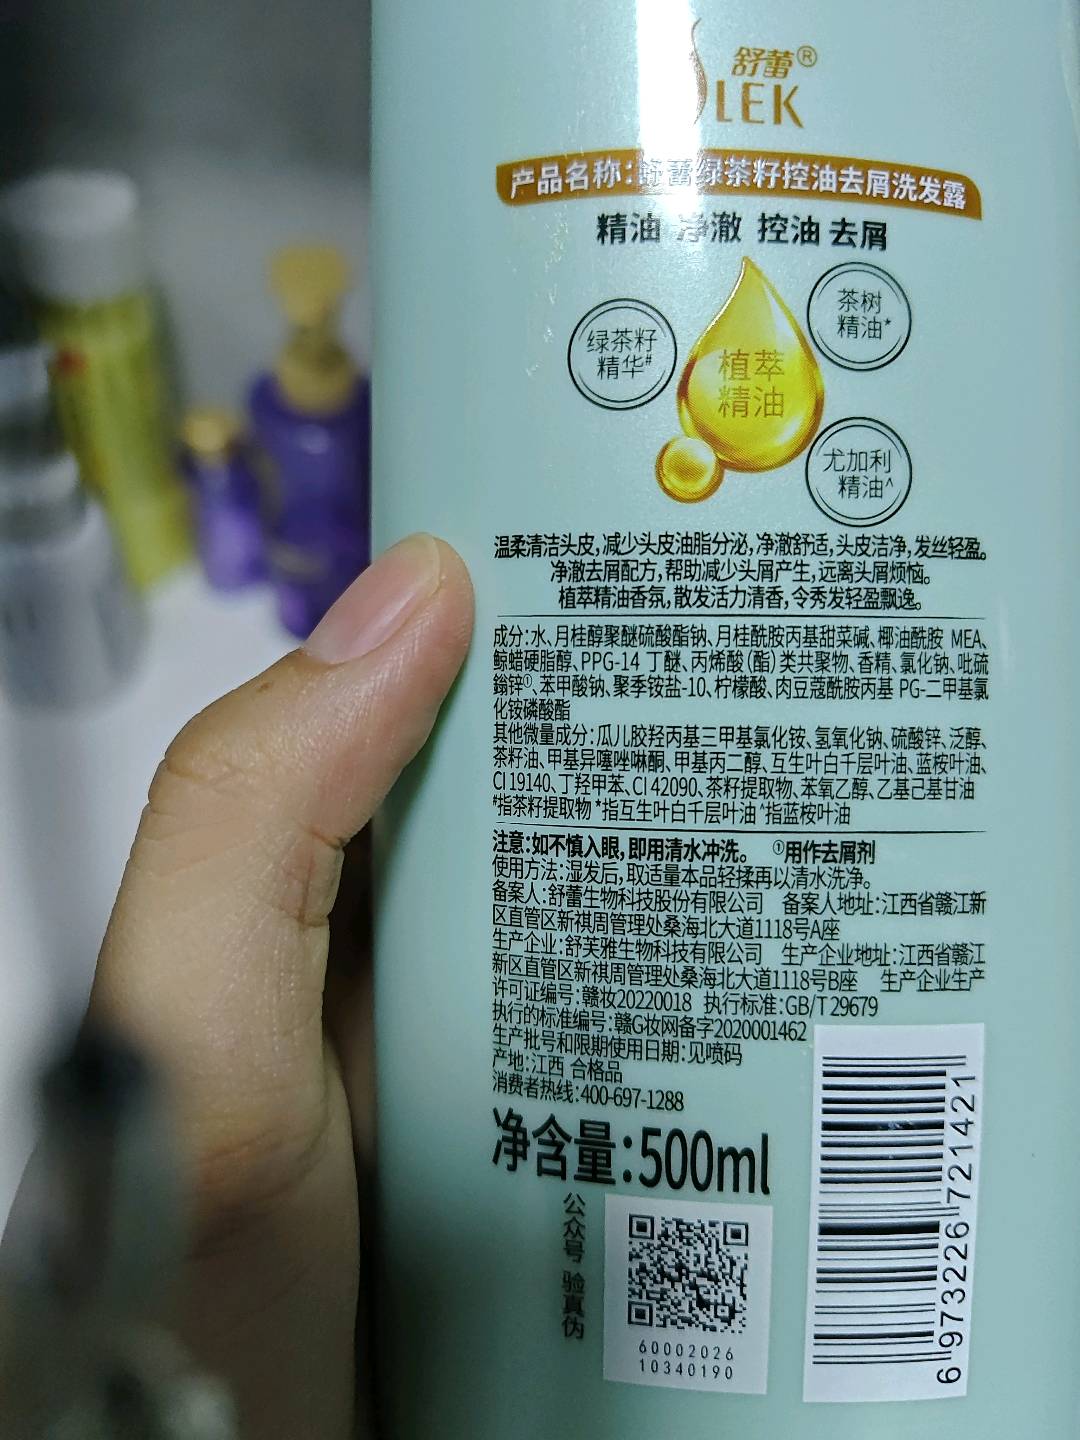 舒蕾®
SLEK
产品名称:舒蕾绿茶籽控油去屑洗发露
精油 净澈 控油 去屑
绿茶籽
精华#
茶树
精油*
植萃
精油
尤加利
精油^
温柔清洁头皮,减少头皮油脂分泌,净澈舒适,头皮洁净,发丝轻盈。
净澈去屑配方,帮助减少头屑产生,远离头屑烦恼。
植萃精油香氛,散发活力清香,令秀发轻盈飘逸。
成分:水、月桂醇聚醚硫酸酯钠、月桂酰胺丙基甜菜碱、椰油酰胺 MEA、
鲸蜡硬脂醇、PPG-14 丁醚、丙烯酸(酯)类共聚物、香精、氯化钠、吡硫
鎓锌①、苯甲酸钠、聚季铵盐-10、柠檬酸、肉豆蔻酰胺丙基 PG-二甲基氯
化铵磷酸酯
其他微量成分:瓜儿胶羟丙基三甲基氯化铵、氢氧化钠、硫酸锌、泛醇、
茶籽油、甲基异噻唑啉酮、甲基丙二醇、互生叶白千层叶油、蓝桉叶油、
CI 19140、丁羟甲苯、CI 42090、茶籽提取物、苯氧乙醇、乙基己基甘油
#指茶籽提取物 *指互生叶白千层叶油 ^指蓝桉叶油
注意:如不慎入眼,即用清水冲洗。 ①用作去屑剂
使用方法:湿发后,取适量本品轻揉再以清水洗净。
备案人:舒蕾生物科技股份有限公司 备案人地址:江西省赣江新
区直管区新祺周管理处桑海北大道1118号A座
生产企业:舒芙雅生物科技有限公司 生产企业地址:江西省赣江
新区直管区新祺周管理处桑海北大道1118号B座 生产企业生产
许可证编号:赣妆20220018 执行标准:GB/T 29679
执行的标准编号:赣G妆网备字2020001462
生产批号和限期使用日期:见喷码
产地:江西 合格品
消费者热线:400-697-1288
净含量:500ml
公众号 验真伪
60002026
10340190
6973226721421